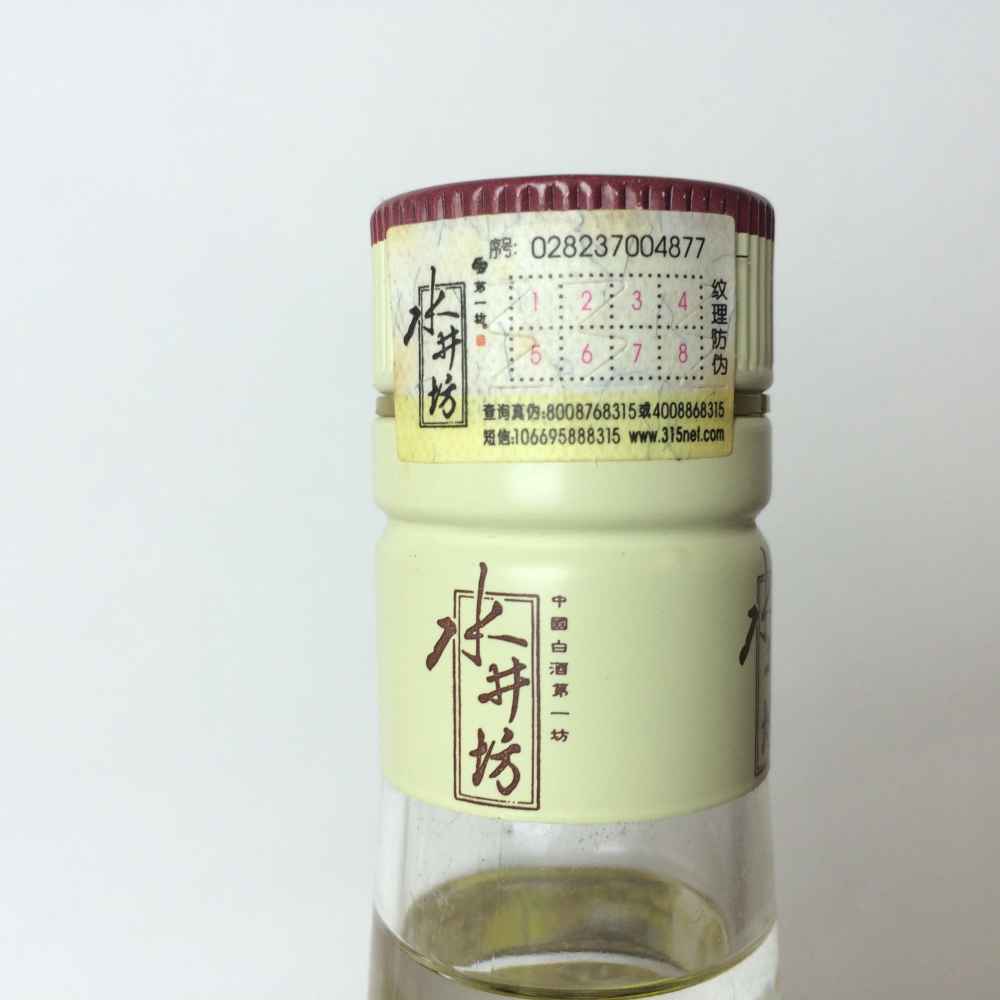 序号: 028237004877
水井坊
第一坊
1 2 3 4
5 6 7 8
纹理防伪
查询真伪:8008768315或4008868315
短信:106695888315 www.315net.com
水井坊
中國白酒第一坊